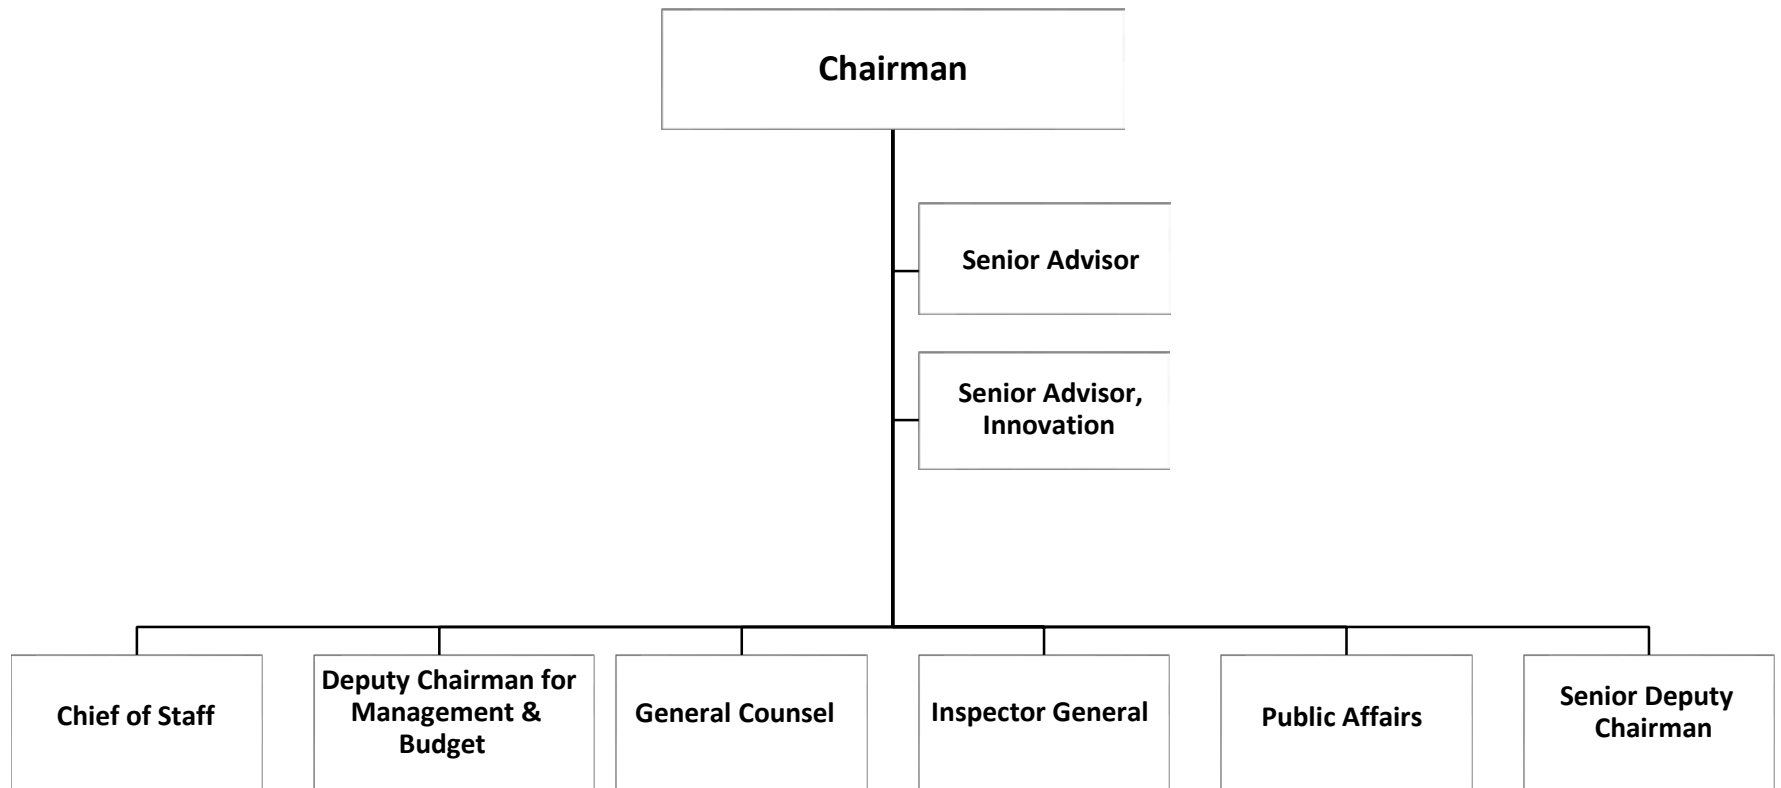 Chairman
Senior Advisor
Senior Advisor,
Innovation
Chief of Staff
Deputy Chairman for
Management &
Budget
General Counsel
Inspector General
Public Affairs
Senior Deputy
Chairman